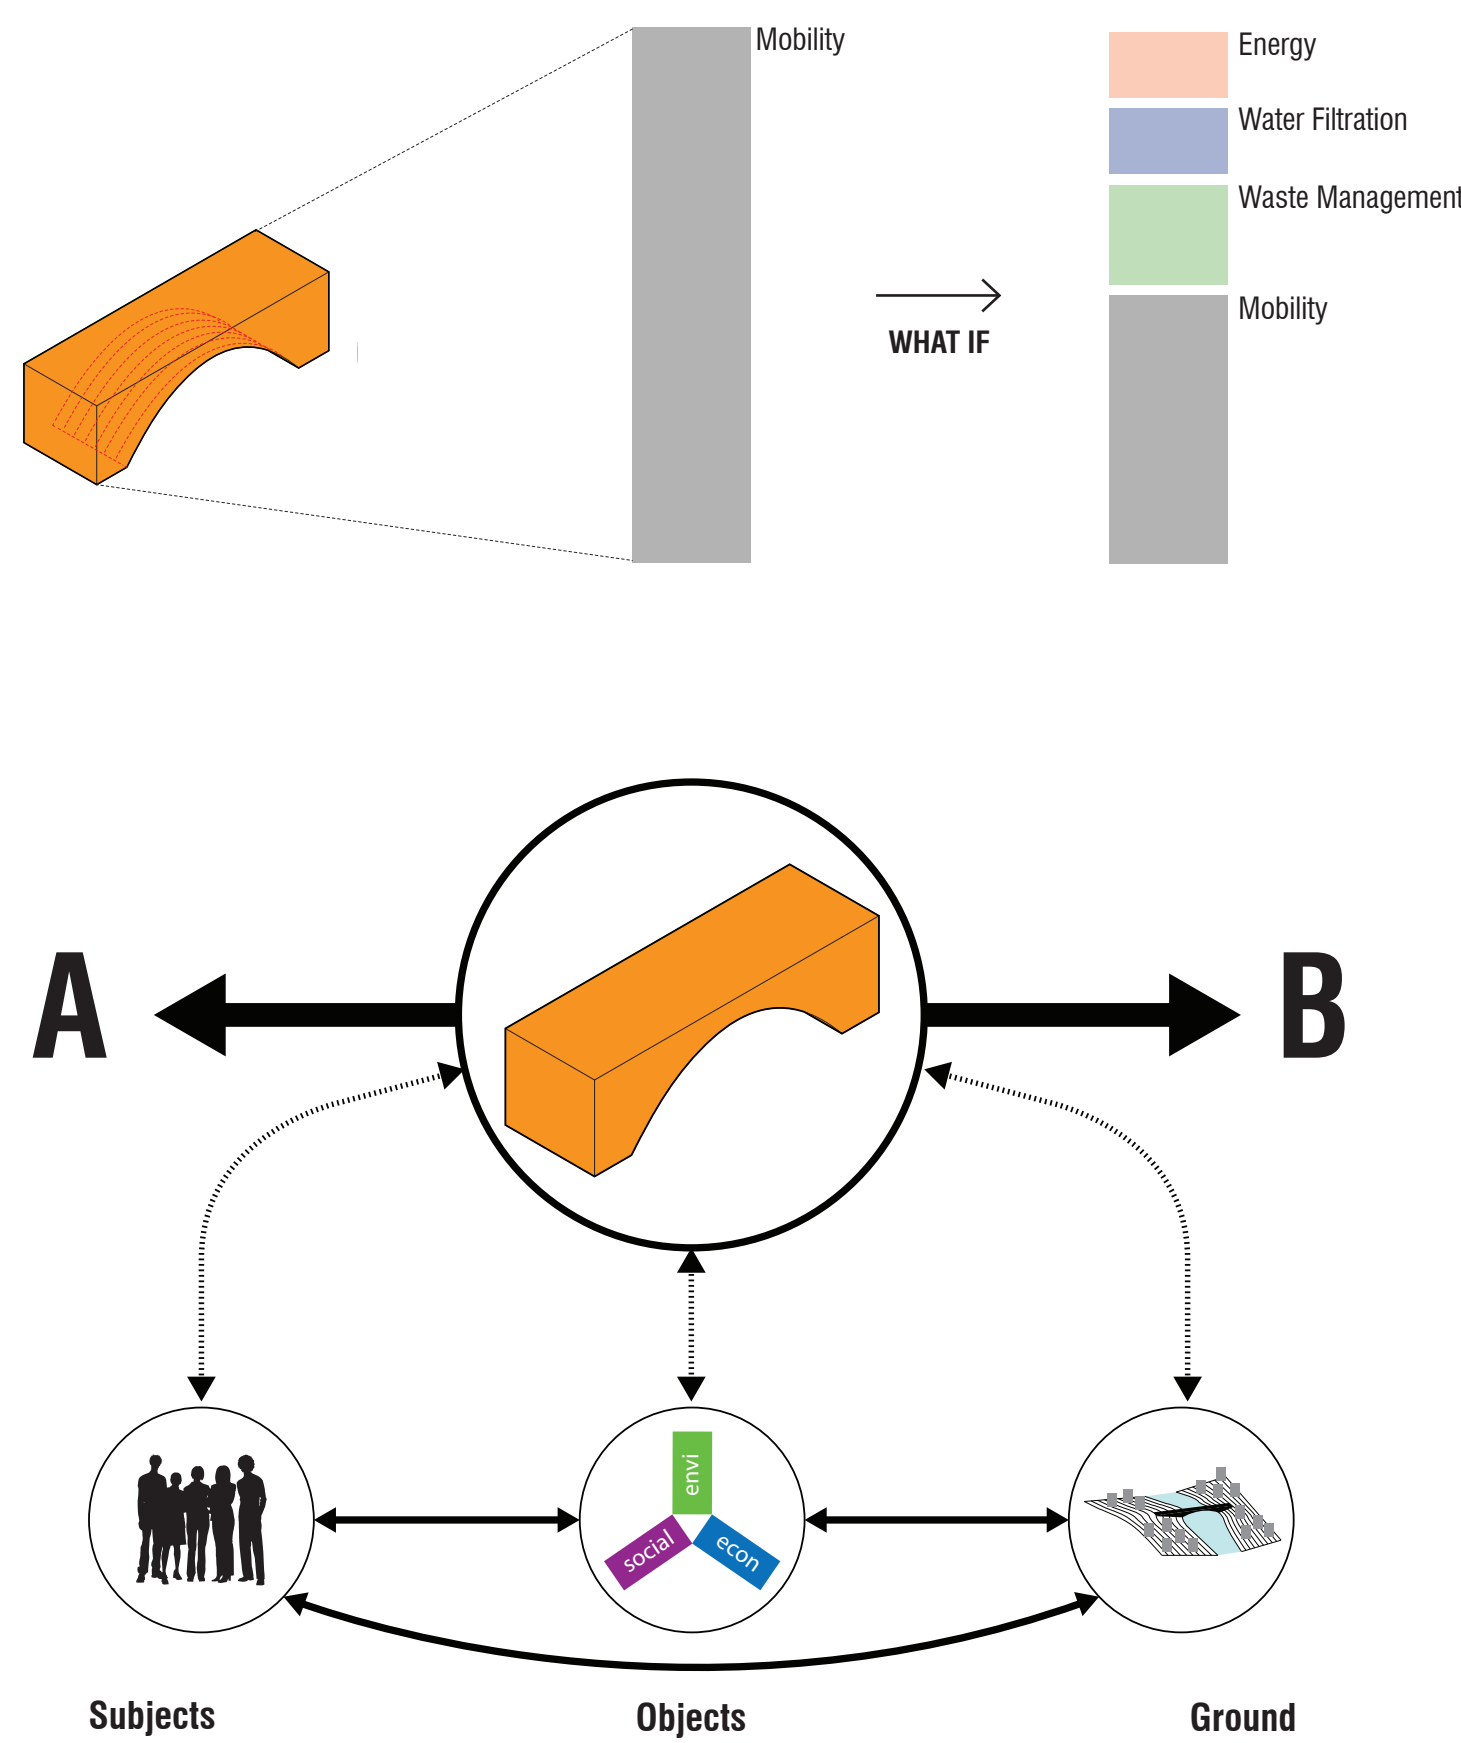 Mobility
Energy
Water Filtration
Waste Management
Mobility
WHAT IF
A
B
envi
social
econ
Subjects
Objects
Ground